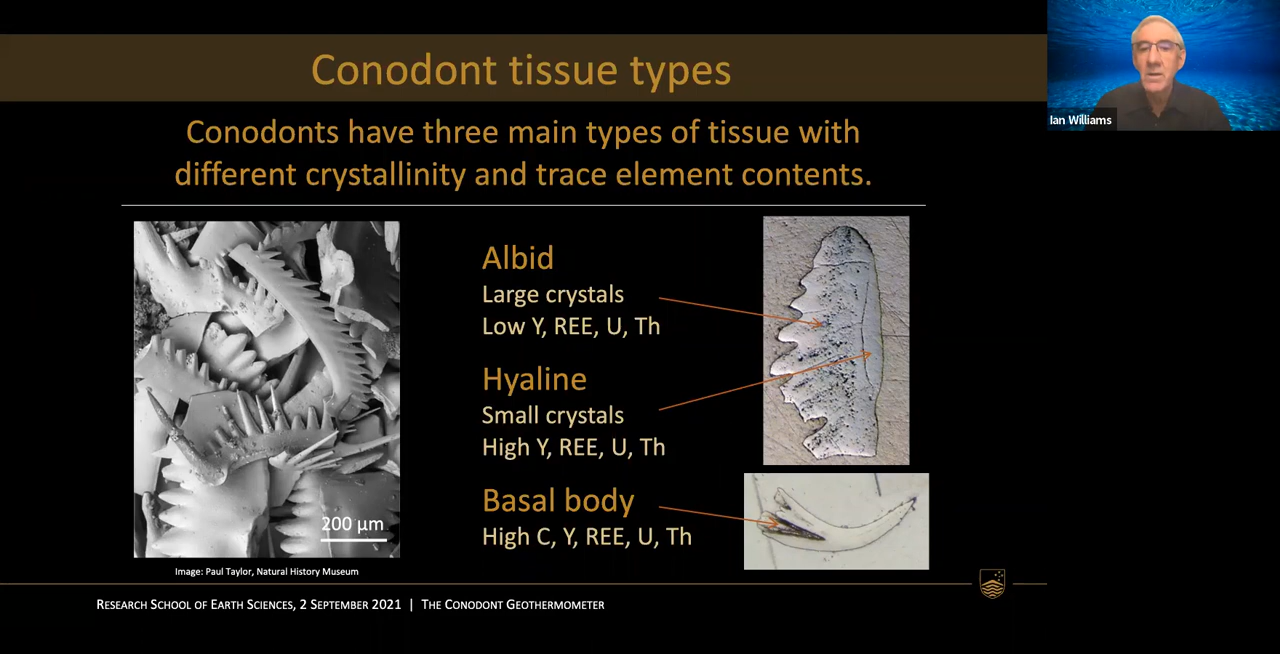 Conodont tissue types
Conodonts have three main types of tissue with
different crystallinity and trace element contents.
Albid
Large crystals
Low Y, REE, U, Th
Hyaline
Small crystals
High Y, REE, U, Th
Basal body
High C, Y, REE, U, Th
200 µm
Image: Paul Taylor, Natural History Museum
RESEARCH SCHOOL OF EARTH SCIENCES, 2 SEPTEMBER 2021 | THE CONODONT GEOTHERMOMETER
Ian Williams